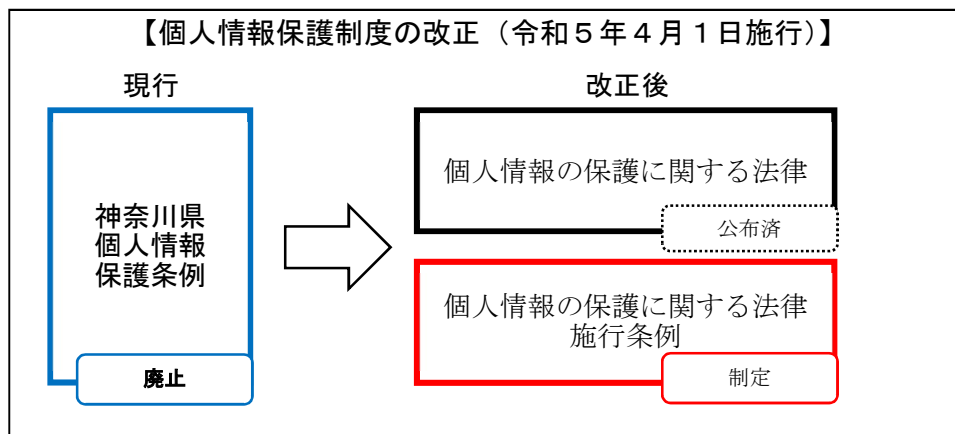 【個人情報保護制度の改正（令和５年４月１日施行）】
現行
改正後
神奈川県
個人情報
保護条例
廃止
個人情報の保護に関する法律
公布済
個人情報の保護に関する法律
施行条例
制定